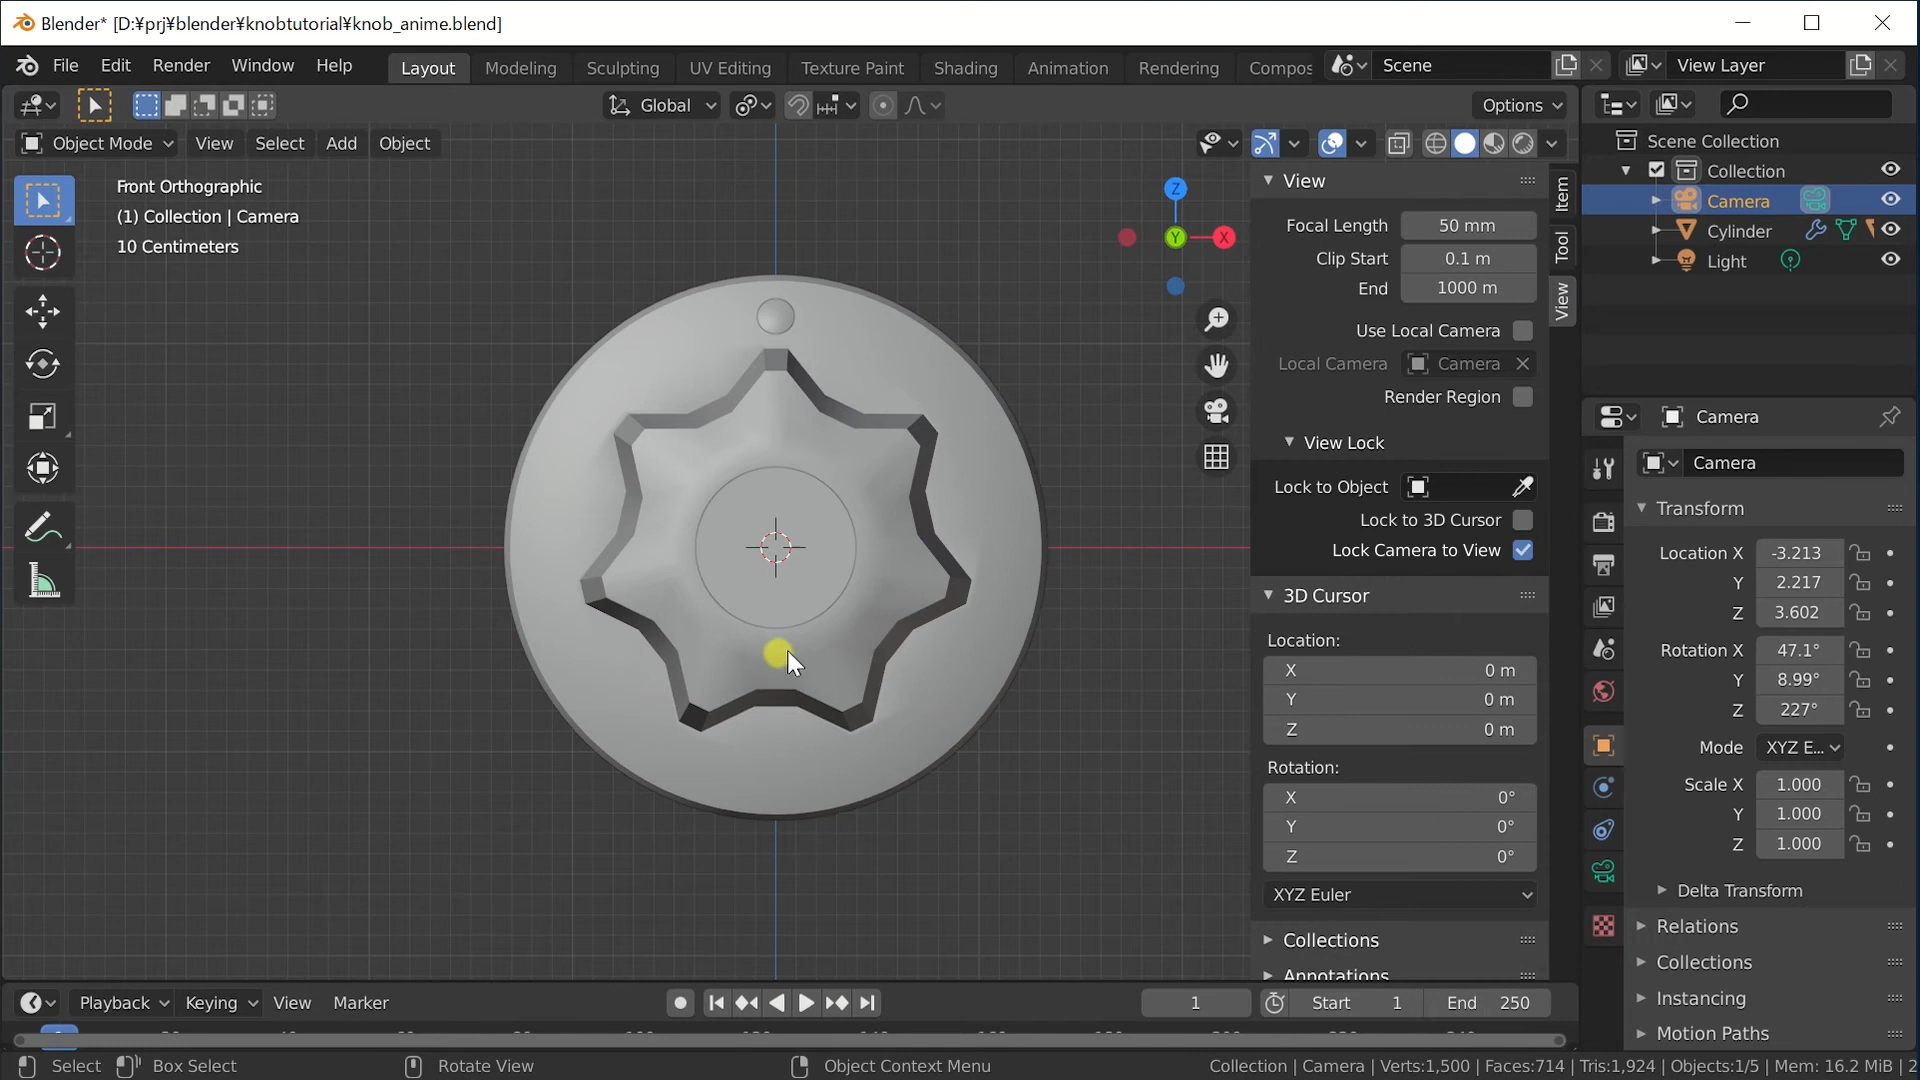 Blender* [D:¥prj¥blender¥knobtutorial¥knob_anime.blend]
File Edit Render Window Help Layout Modeling Sculpting UV Editing Texture Paint Shading Animation Rendering Compos Scene View Layer
Global Options
Object Mode View Select Add Object
Front Orthographic
(1) Collection | Camera
10 Centimeters
Z
Y
X
View
Focal Length 50 mm
Clip Start 0.1 m
End 1000 m
Use Local Camera
Local Camera Camera
Render Region
View Lock
Lock to Object
Lock to 3D Cursor
Lock Camera to View
3D Cursor
Location:
X 0 m
Y 0 m
Z 0 m
Rotation:
X 0°
Y 0°
Z 0°
XYZ Euler
Collections
Annotations
Item
Tool
View
Scene Collection
Collection
Camera
Cylinder
Light
Camera
Camera
Transform
Location X -3.213
Y 2.217
Z 3.602
Rotation X 47.1°
Y 8.99°
Z 227°
Mode XYZ E...
Scale X 1.000
Y 1.000
Z 1.000
Delta Transform
Relations
Collections
Instancing
Motion Paths
Playback Keying View Marker 1 Start 1 End 250
Select Box Select Rotate View Object Context Menu Collection | Camera | Verts:1,500 | Faces:714 | Tris:1,924 | Objects:1/5 | Mem: 16.2 MiB | 2